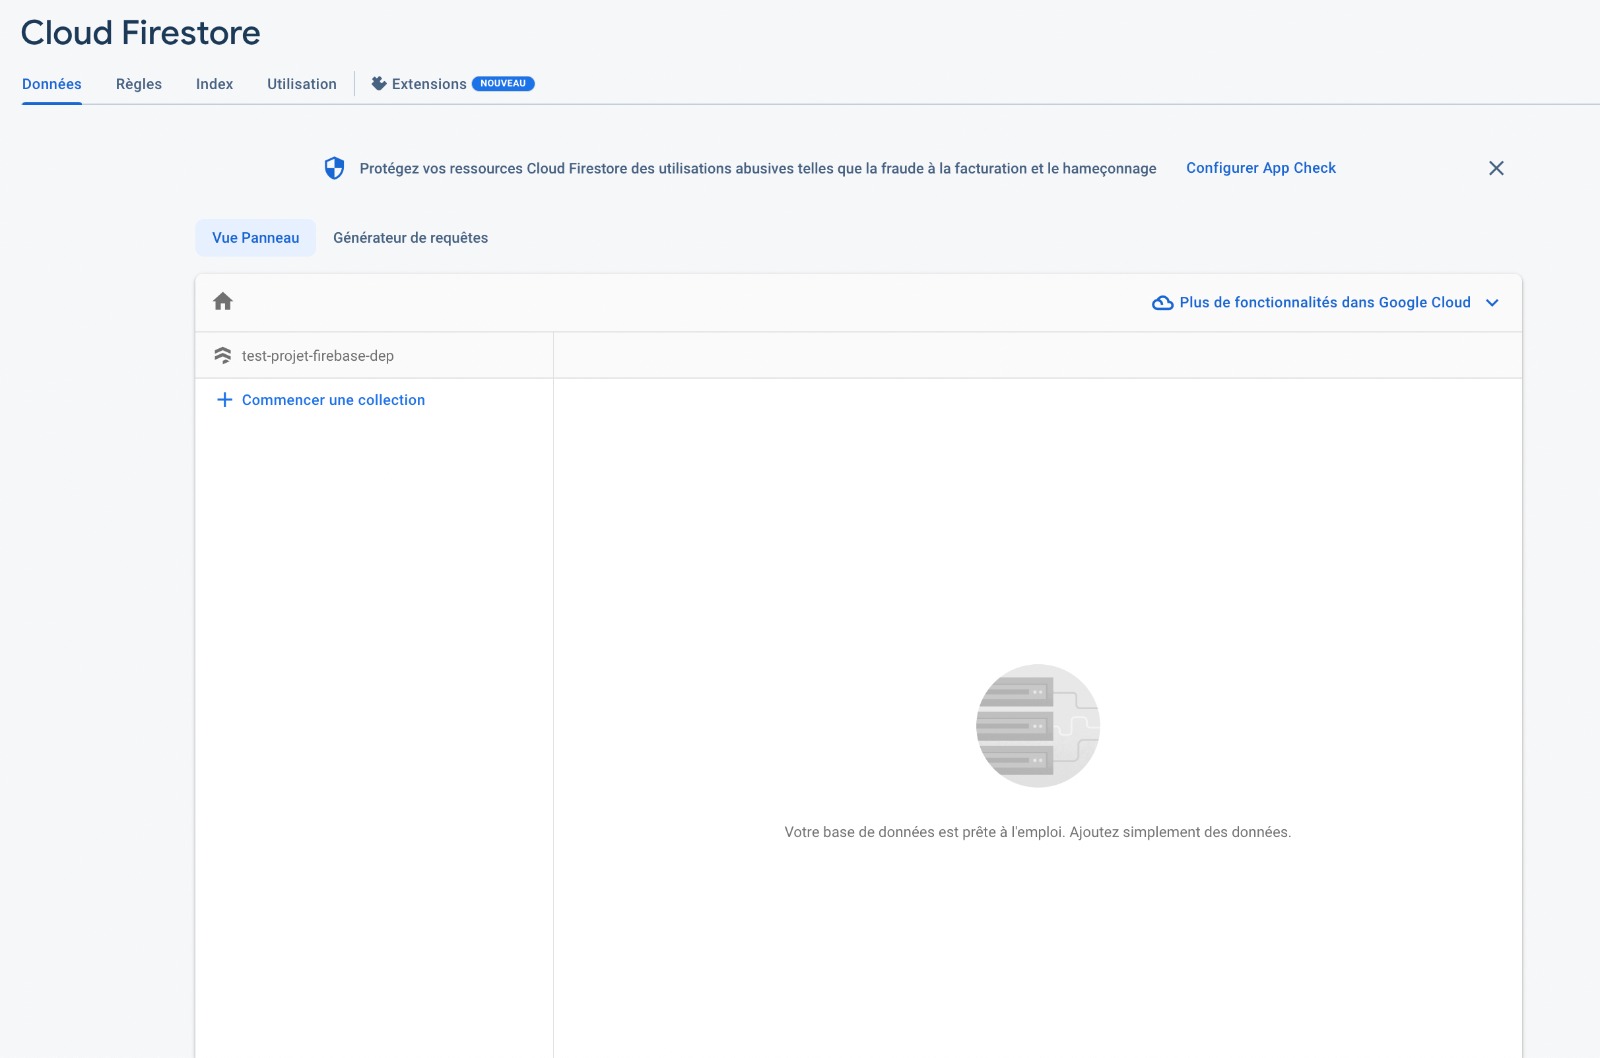 Cloud Firestore
Données Règles Index Utilisation Extensions NOUVEAU
Protégez vos ressources Cloud Firestore des utilisations abusives telles que la fraude à la facturation et le hameçonnage Configurer App Check
Vue Panneau Générateur de requêtes
Plus de fonctionnalités dans Google Cloud
test-projet-firebase-dep
Commencer une collection
Votre base de données est prête à l'emploi. Ajoutez simplement des données.